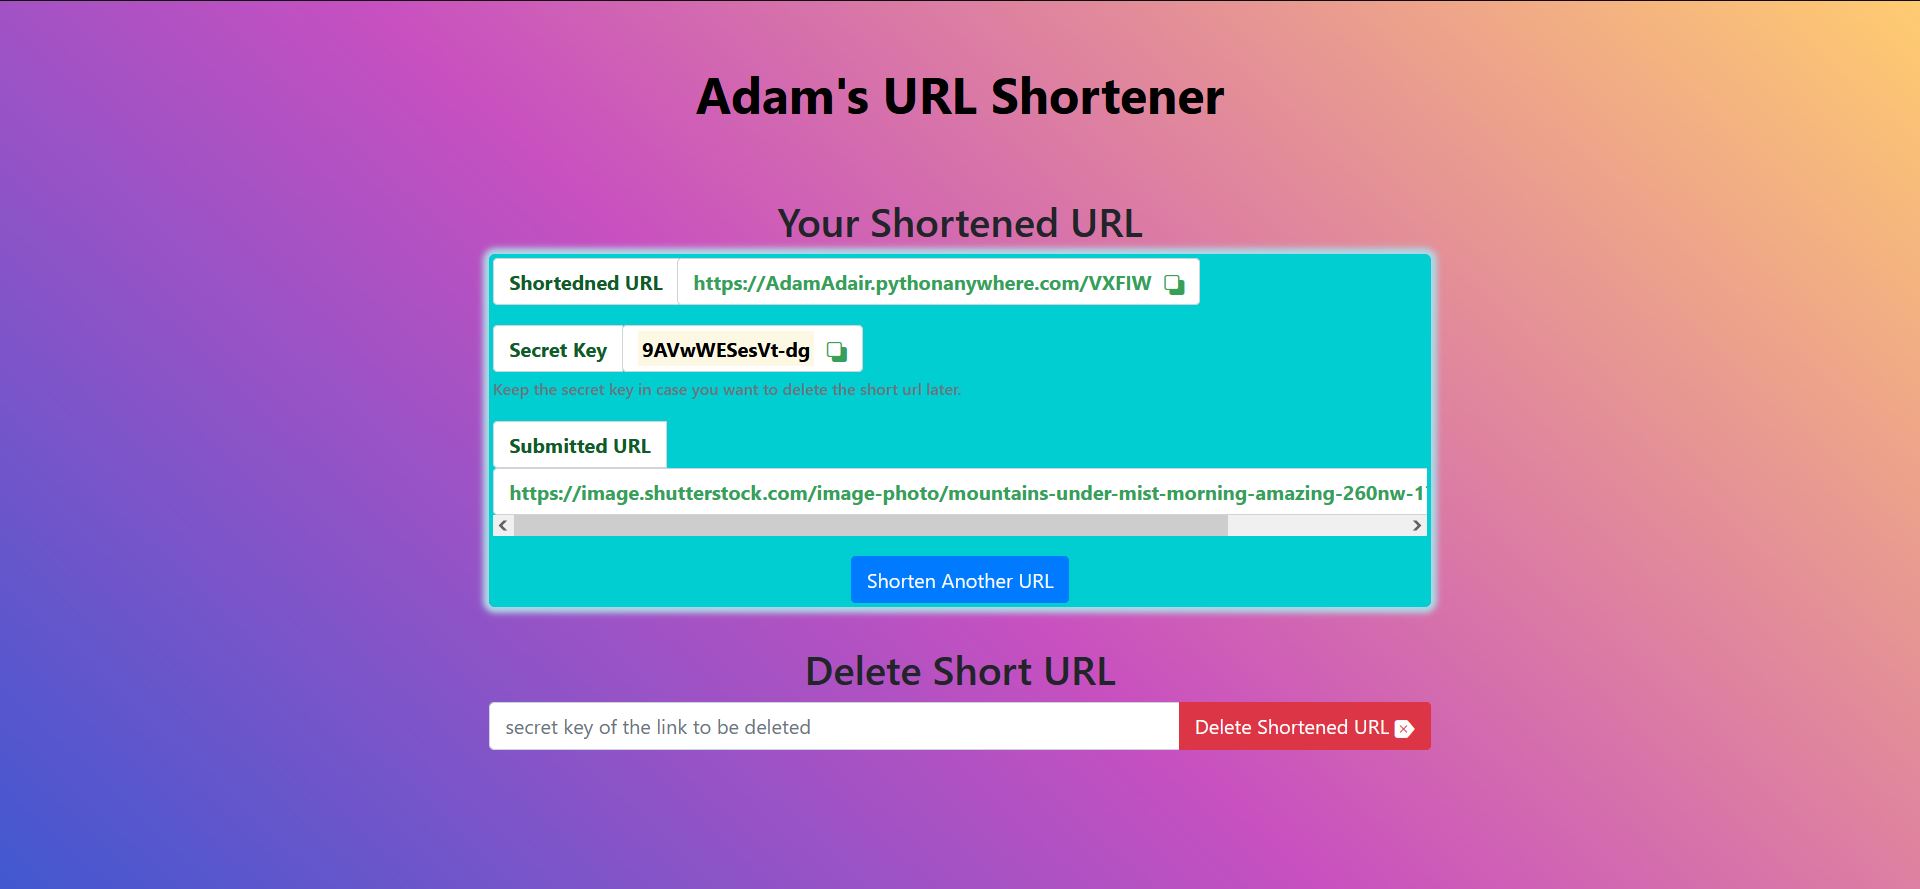 Adam's URL Shortener
Your Shortened URL
Shortedned URL https://AdamAdair.pythonanywhere.com/VXFIW
Secret Key 9AVwWESesVt-dg
Keep the secret key in case you want to delete the short url later.
Submitted URL
https://image.shutterstock.com/image-photo/mountains-under-mist-morning-amazing-260nw-1
Shorten Another URL
Delete Short URL
secret key of the link to be deleted Delete Shortened URL